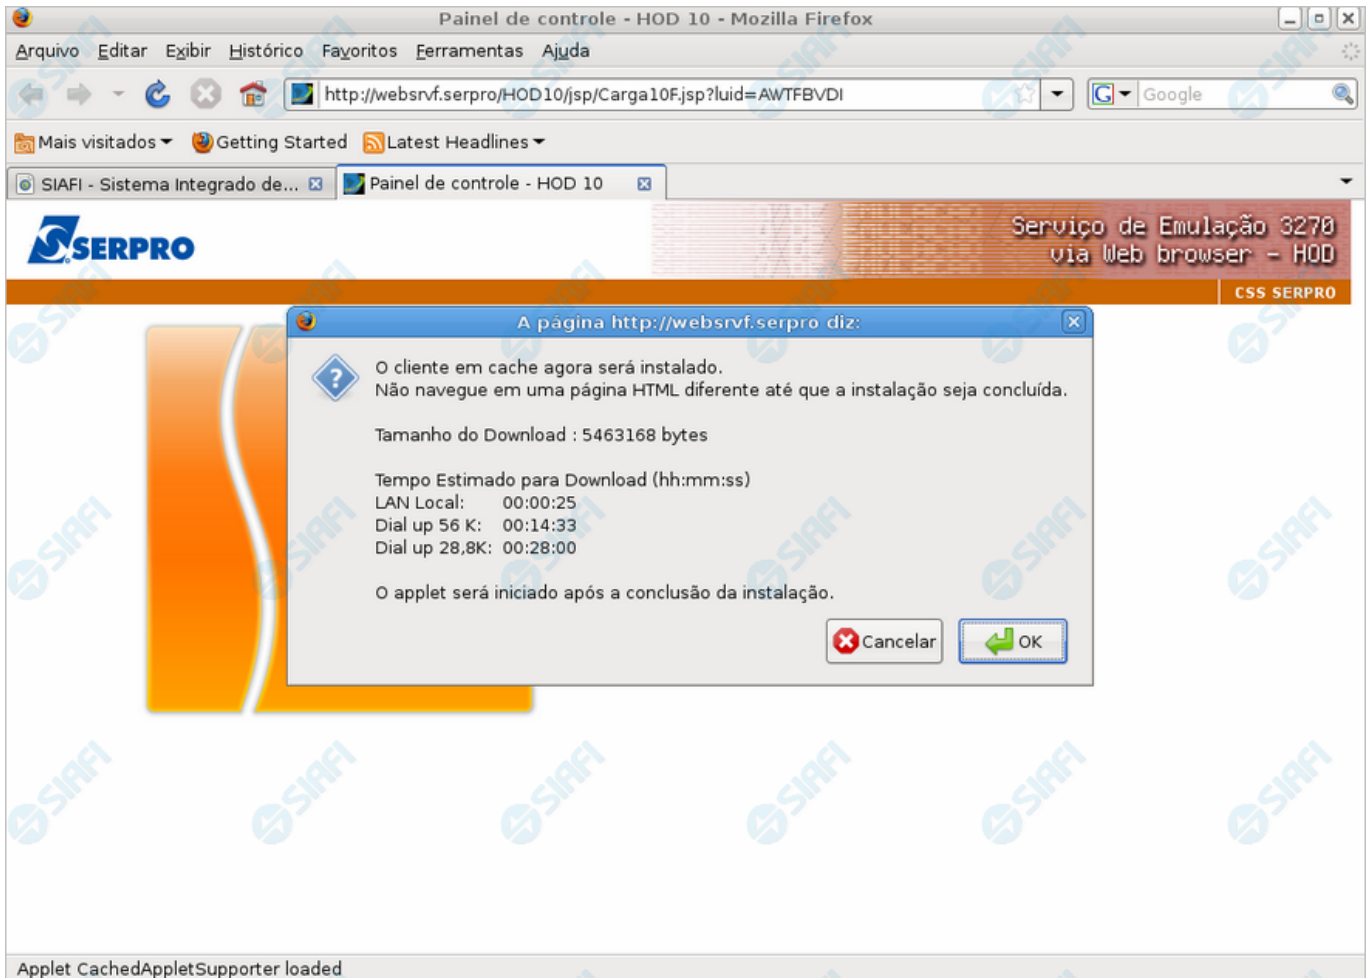 Painel de controle - HOD 10 - Mozilla Firefox
Arquivo Editar Exibir Histórico Favoritos Ferramentas Ajuda
http://websrvf.serpro/HOD10/jsp/Carga10F.jsp?luid=AWTFBVDI
G Google
Mais visitados Getting Started Latest Headlines
SIAFI - Sistema Integrado de... Painel de controle - HOD 10
SERPRO
Serviço de Emulação 3270
via Web browser - HOD
CSS SERPRO
A página http://websrvf.serpro diz:
O cliente em cache agora será instalado.
Não navegue em uma página HTML diferente até que a instalação seja concluída.
Tamanho do Download : 5463168 bytes
Tempo Estimado para Download (hh:mm:ss)
LAN Local: 00:00:25
Dial up 56 K: 00:14:33
Dial up 28,8K: 00:28:00
O applet será iniciado após a conclusão da instalação.
Cancelar OK
SIAFI SIAFI SIAFI SIAFI SIAFI SIAFI
Applet CachedAppletSupporter loaded